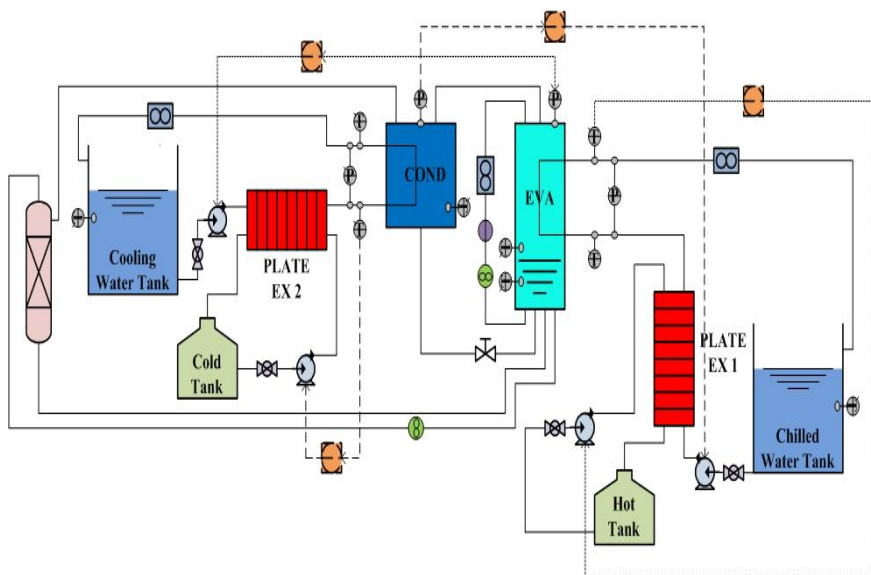 P
P
T
T
COND
P
T
T
EVA
P
T
T
T
T
T
Cooling
Water Tank
PLATE
EX 2
Cold
Tank
PLATE
EX 1
Chilled
Water Tank
T
Hot
Tank